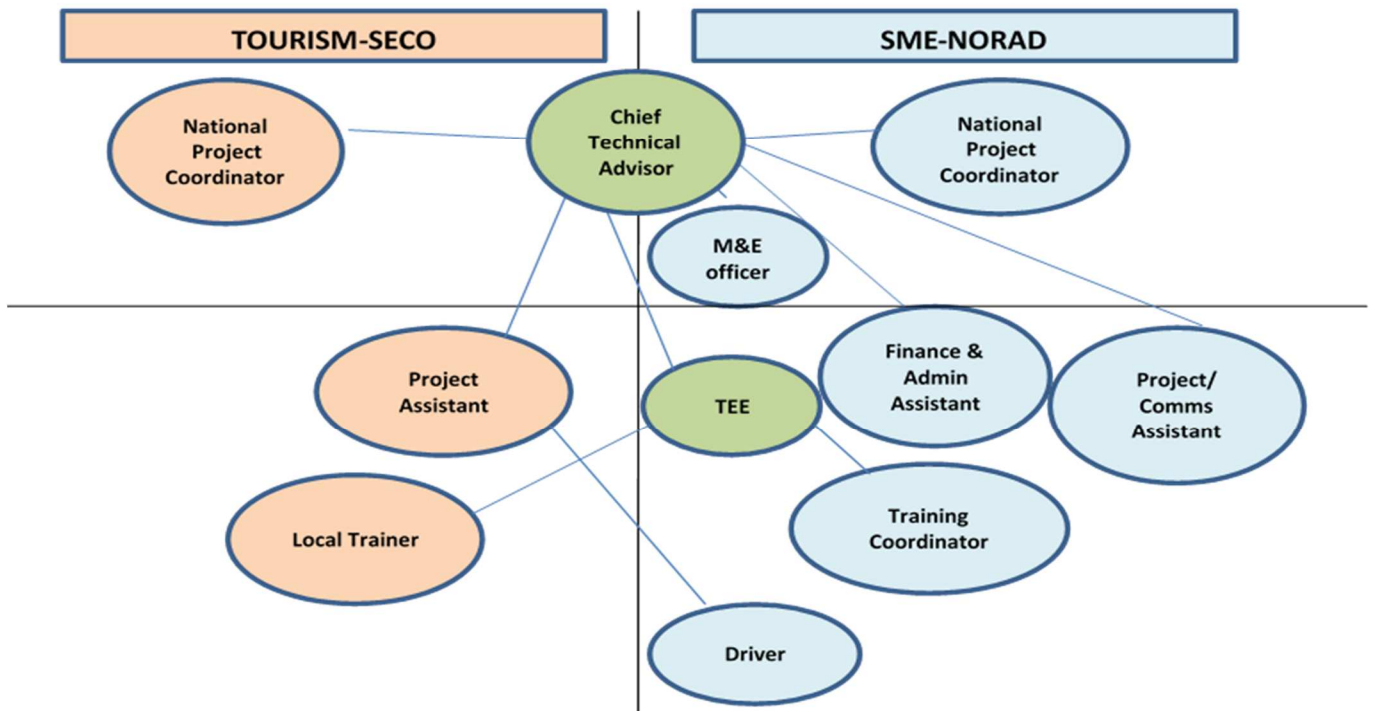 TOURISM-SECO
SME-NORAD
National
Project
Coordinator
Chief
Technical
Advisor
National
Project
Coordinator
M&E
officer
Project
Assistant
TEE
Finance &
Admin
Assistant
Project/
Comms
Assistant
Local Trainer
Training
Coordinator
Driver